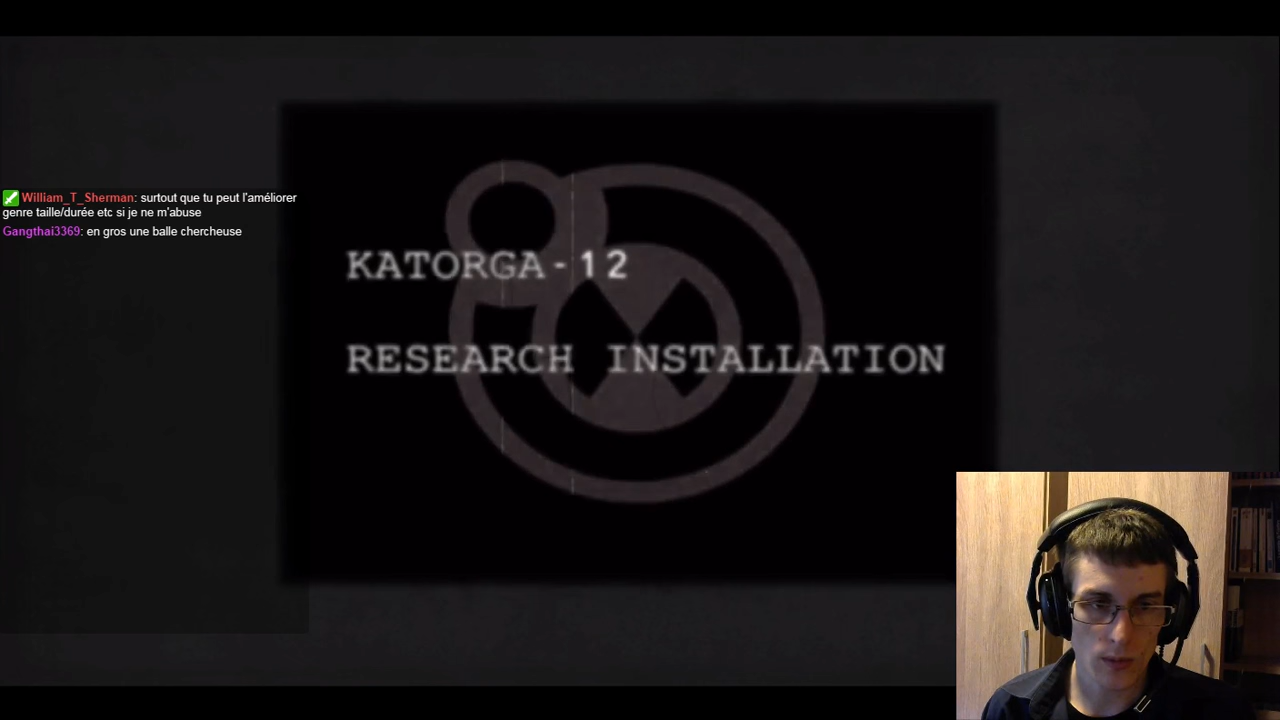 William_T_Sherman: surtout que tu peut l'améliorer
genre taille/durée etc si je ne m'abuse
Gangthai3369: en gros une balle chercheuse
KATORGA-12
RESEARCH INSTALLATION